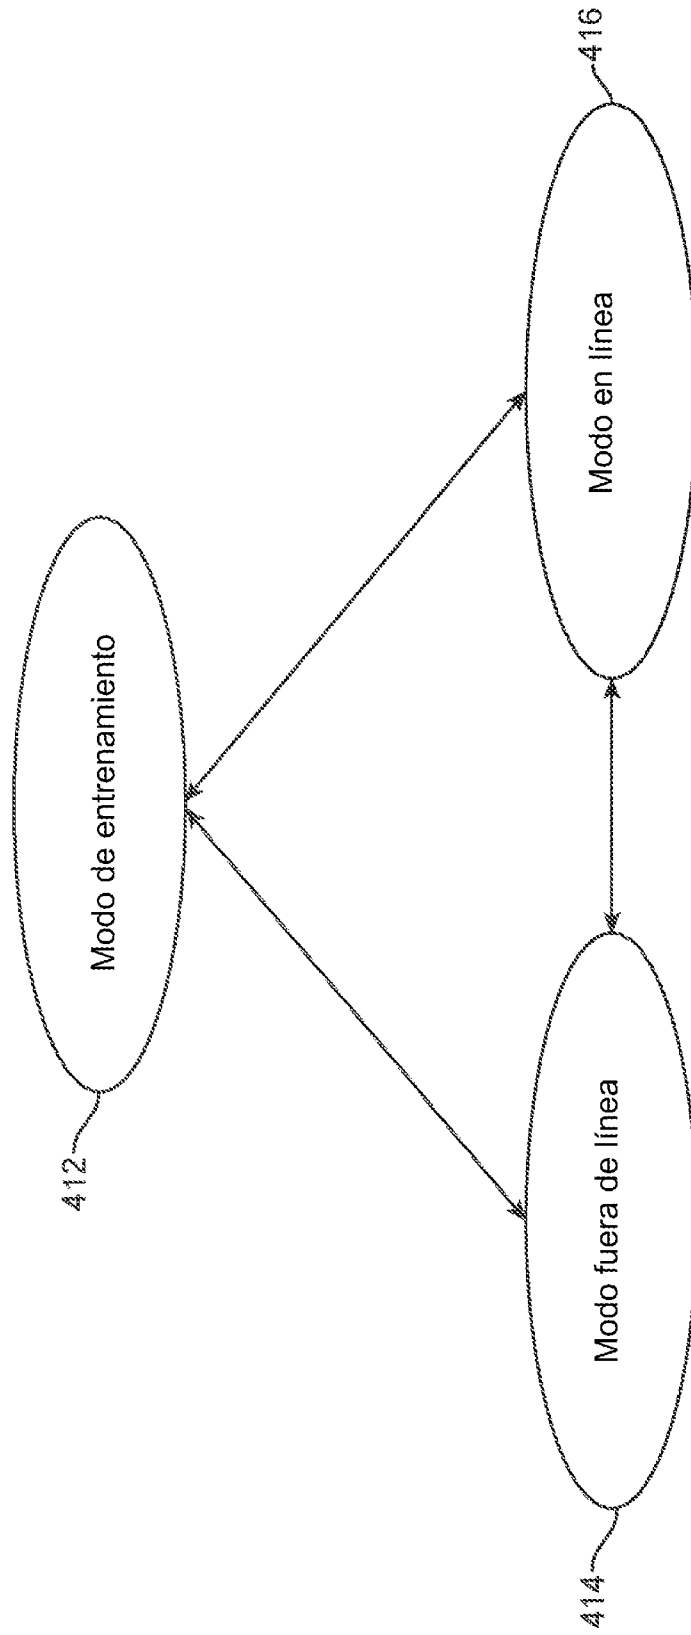 412
Modo de entrenamiento
414
Modo fuera de línea
Modo en línea
416